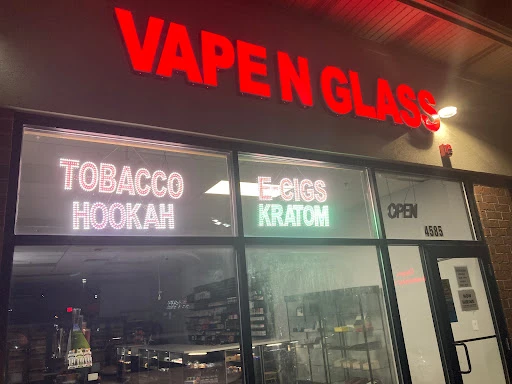 VAPE N GLASS
TOBACCO
HOOKAH
E-CIGS
KRATOM
OPEN
4585